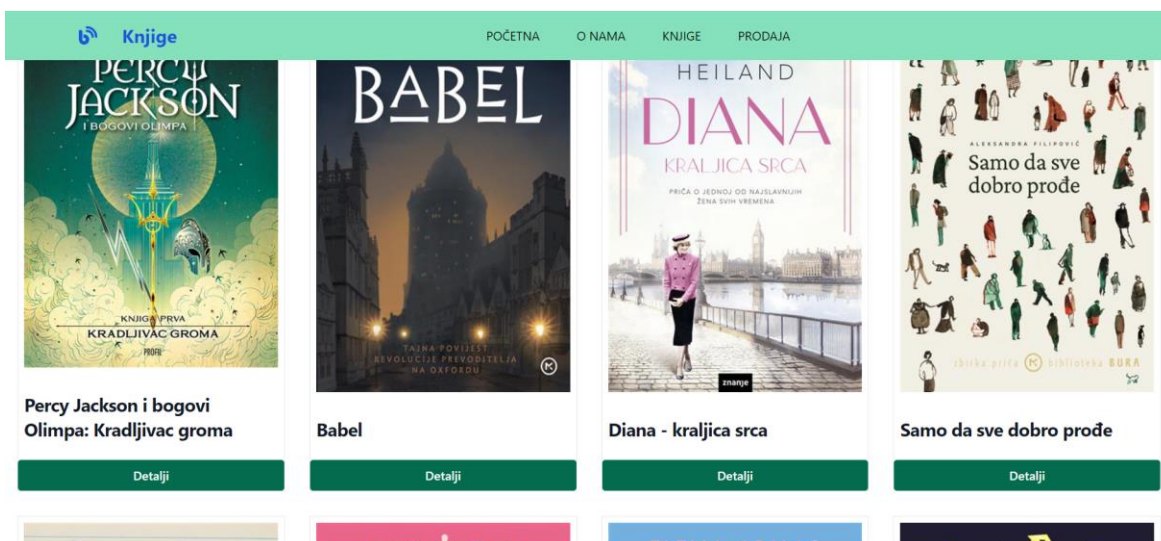 Knjige
POČETNA O NAMA KNJIGE PRODAJA
PERCY
JACKSON
I BOGOVI OLIMPA
KNJIGA PRVA
KRADLJIVAC GROMA
PROFIL
BABEL
TAJNA POVIJEST
REVOLUCIJE PREVODITELJA
NA OXFORDU
HEILAND
DIANA
KRALJICA SRCA
PRIČA O JEDNOJ OD NAJSLAVNIJIH
ŽENA SVIH VREMENA
znanje
ALEKSANDRA FILIPOVIĆ
Samo da sve
dobro prođe
zbirka priča biblioteka BURA
Percy Jackson i bogovi
Olimpa: Kradljivac groma
Babel
Diana - kraljica srca
Samo da sve dobro prođe
Detalji Detalji Detalji Detalji